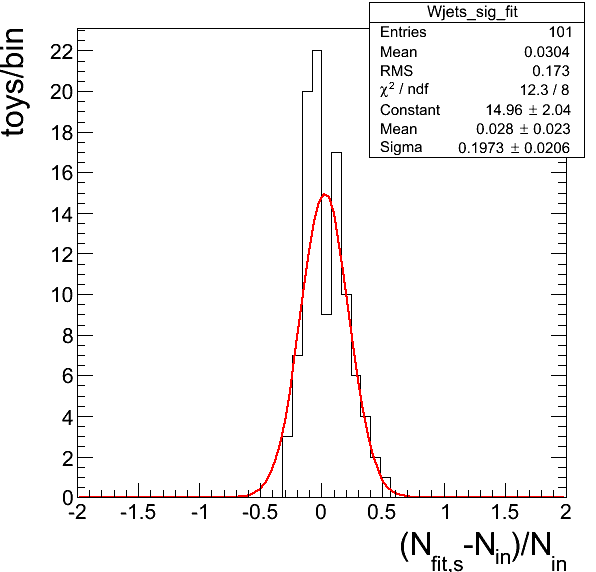 Wjets_sig_fit
Entries 101
Mean 0.0304
RMS 0.173
χ² / ndf 12.3 / 8
Constant 14.96 ± 2.04
Mean 0.028 ± 0.023
Sigma 0.1973 ± 0.0206
toys/bin
22
20
18
16
14
12
10
8
6
4
2
0
-2 -1.5 -1 -0.5 0 0.5 1 1.5 2
(N_fit,s-N_in)/N_in